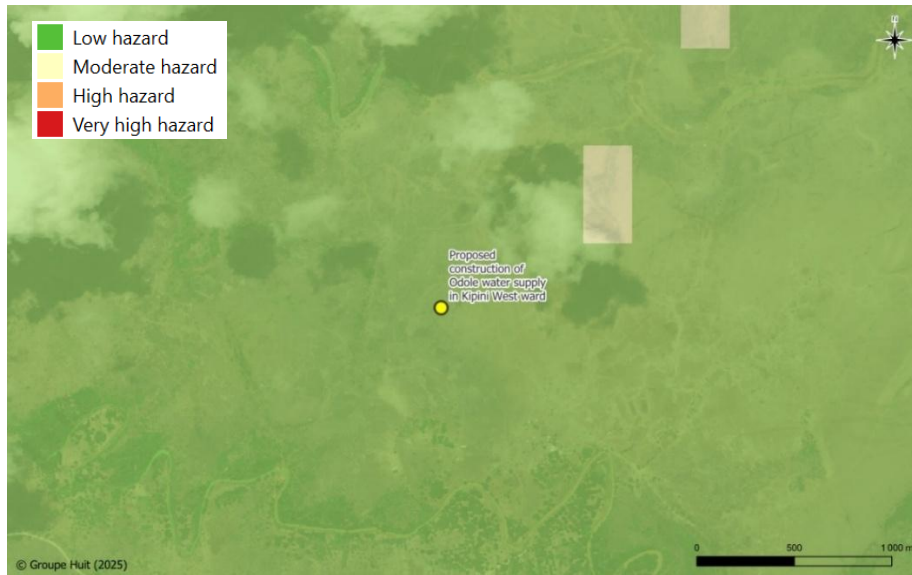 Low hazard
Moderate hazard
High hazard
Very high hazard
N
Proposed
construction of
Odole water supply
in Kipini West ward
0 500 1 000 m
© Groupe Huit (2025)